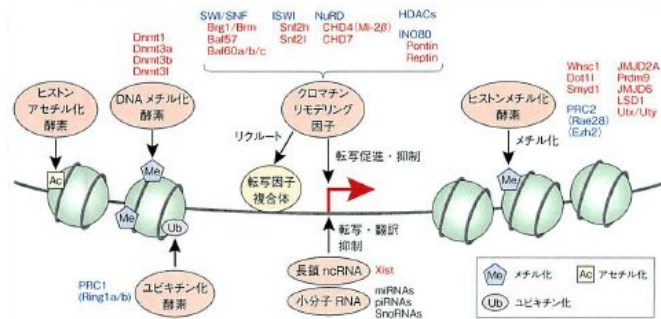 SWI/SNF
Brg1/Brm
Baf57
Baf60a/b/c
ISWI
Snf2h
Snf2l
NuRD
CHD4(Mi-2β)
CHD7
HDACs
INO80
Pontin
Reptin
Dnmt1
Dnmt3a
Dnmt3b
Dnmt3l
Whsc1
Dot1l
Smyd1
PRC2
(Rae28)
(Ezh2)
JMJD2A
Prdm9
JMJD6
LSD1
Utx/Uty
ヒストン
アセチル化
酵素
DNAメチル化
酵素
クロマチン
リモデリング
因子
ヒストンメチル化
酵素
リクルート
転写促進・抑制
メチル化
Ac
Me
Me
Ub
転写因子
複合体
Me
転写・翻訳
抑制
PRC1
(Ring1a/b)
ユビキチン化
酵素
長鎖 ncRNA
Xist
小分子 RNA
miRNAs
piRNAs
SnoRNAs
Me メチル化
Ac アセチル化
Ub ユビキチン化